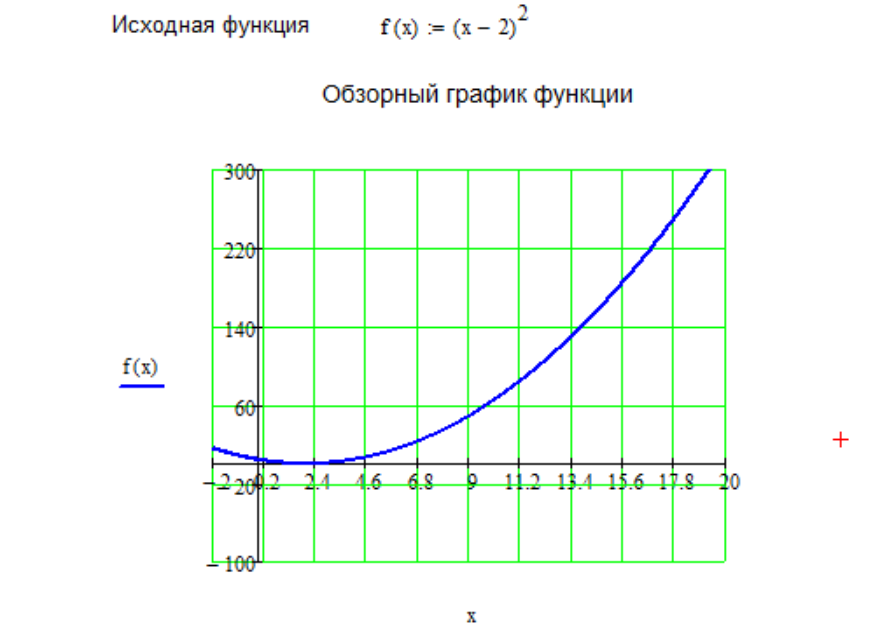 Исходная функция f(x) := (x − 2)²
Обзорный график функции
300
220
140
f(x)
60
−2 0.2 2.4 4.6 6.8 9 11.2 13.4 15.6 17.8 20
−20
−100
x